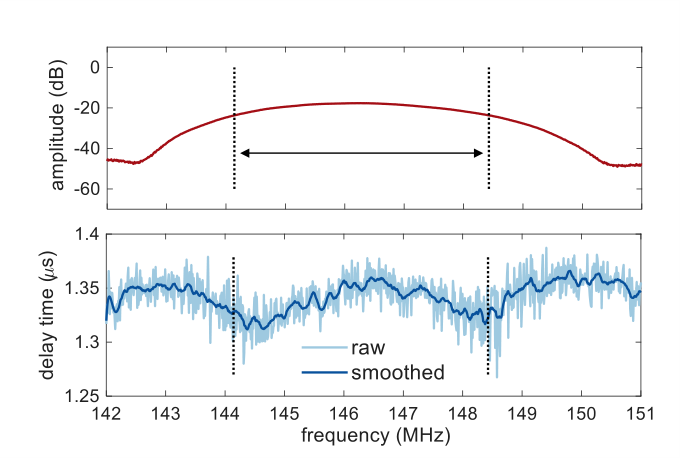 amplitude (dB)
0
-20
-40
-60
delay time (μs)
1.4
1.35
1.3
1.25
raw
smoothed
142 143 144 145 146 147 148 149 150 151
frequency (MHz)